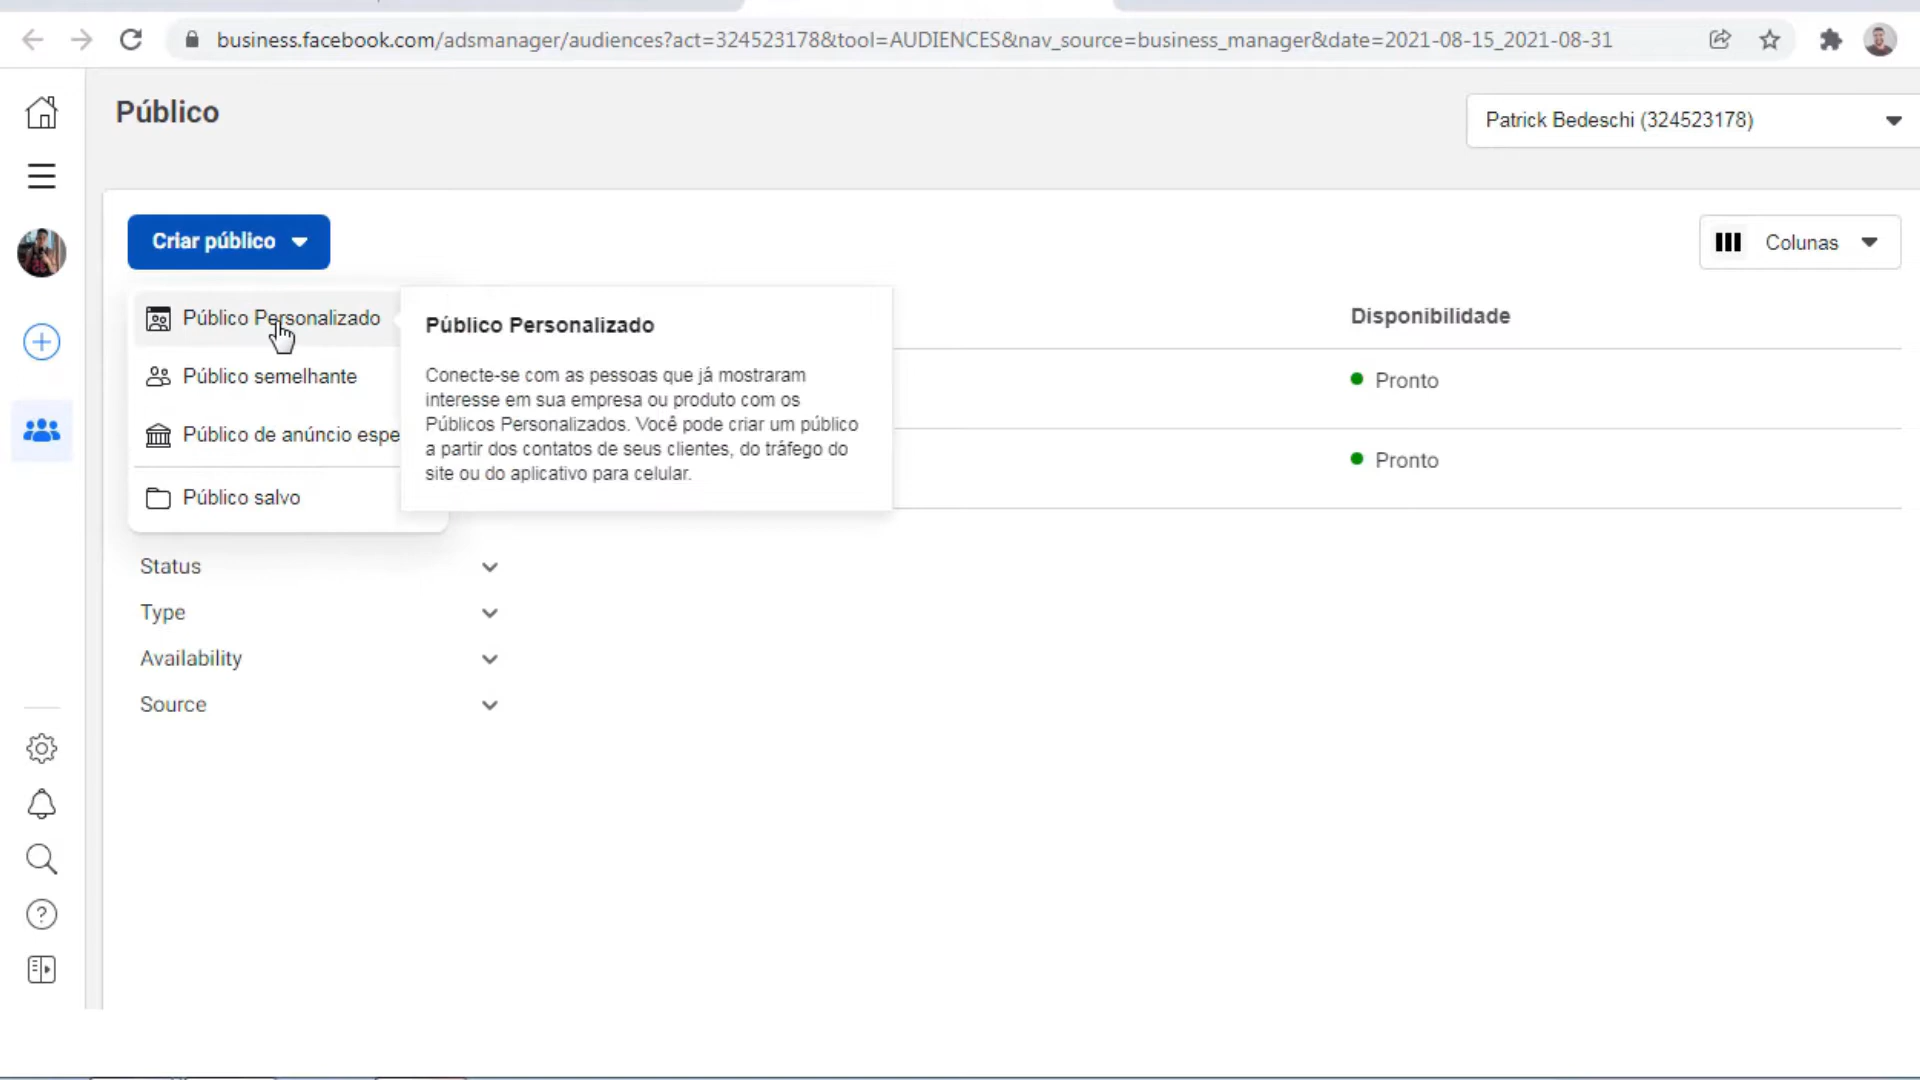 business.facebook.com/adsmanager/audiences?act=324523178&tool=AUDIENCES&nav_source=business_manager&date=2021-08-15_2021-08-31
Público
Patrick Bedeschi (324523178)
Criar público
Colunas
Público Personalizado
Público semelhante
Público de anúncio espe
Público salvo
Público Personalizado
Conecte-se com as pessoas que já mostraram
interesse em sua empresa ou produto com os
Públicos Personalizados. Você pode criar um público
a partir dos contatos de seus clientes, do tráfego do
site ou do aplicativo para celular.
Disponibilidade
Pronto
Pronto
Status
Type
Availability
Source